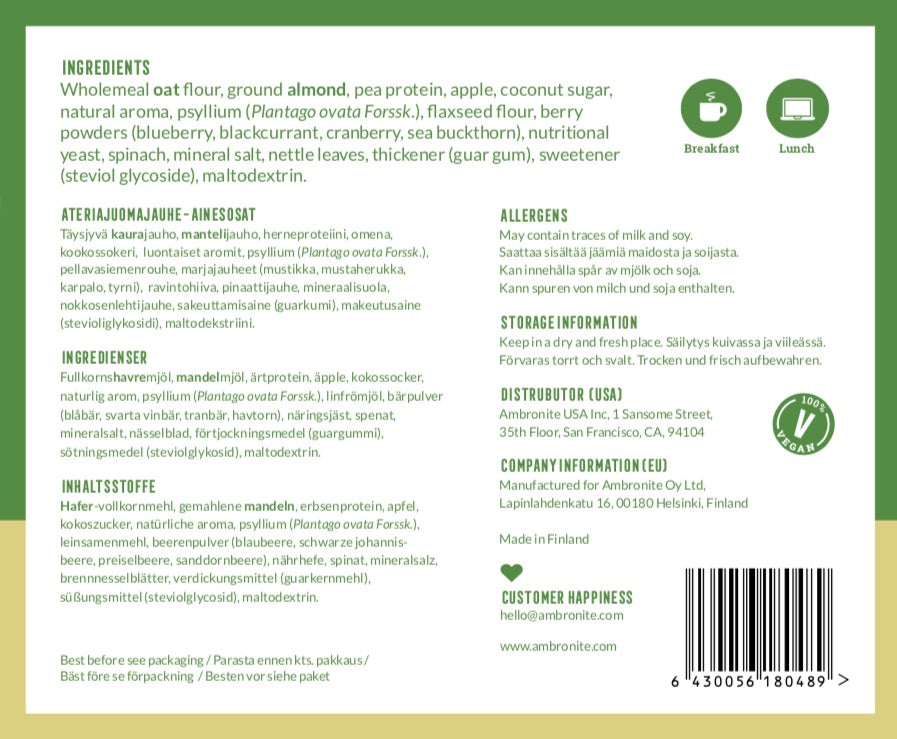 INGREDIENTS
Wholemeal oat flour, ground almond, pea protein, apple, coconut sugar,
natural aroma, psyllium (Plantago ovata Forssk.), flaxseed flour, berry
powders (blueberry, blackcurrant, cranberry, sea buckthorn), nutritional
yeast, spinach, mineral salt, nettle leaves, thickener (guar gum), sweetener
(steviol glycoside), maltodextrin.
Breakfast
Lunch
ATERIAJUOMAJAUHE - AINESOSAT
Täysjyvä kaurajauho, mantelijauho, herneproteiini, omena,
kookossokeri, luontaiset aromit, psyllium (Plantago ovata Forssk.),
pellavasiemenrouhe, marjajauheet (mustikka, mustaherukka,
karpalo, tyrni), ravintohiiva, pinaattijauhe, mineraalisuola,
nokkosenlehtijauhe, sakeuttamisaine (guarkumi), makeutusaine
(stevioliglykosidi), maltodekstriini.
INGREDIENSER
Fullkornshavremjöl, mandelmjöl, ärtprotein, äpple, kokossocker,
naturlig arom, psyllium (Plantago ovata Forssk.), linfrömjöl, bärpulver
(blåbär, svarta vinbär, tranbär, havtorn), näringsjäst, spenat,
mineralsalt, nässelblad, förtjockningsmedel (guargummi),
sötningsmedel (steviolglykosid), maltodextrin.
INHALTSSTOFFE
Hafer-vollkornmehl, gemahlene mandeln, erbsenprotein, apfel,
kokoszucker, natürliche aroma, psyllium (Plantago ovata Forssk.),
leinsamenmehl, beerenpulver (blaubeere, schwarze johannis-
beere, preiselbeere, sanddornbeere), nährhefe, spinat, mineralsalz,
brennnesselblätter, verdickungsmittel (guarkernmehl),
süßungsmittel (steviolglycosid), maltodextrin.
Best before see packaging / Parasta ennen kts. pakkaus /
Bäst före se förpackning / Besten vor siehe paket
ALLERGENS
May contain traces of milk and soy.
Saattaa sisältää jäämiä maidosta ja soijasta.
Kan innehålla spår av mjölk och soja.
Kann spuren von milch und soja enthalten.
STORAGE INFORMATION
Keep in a dry and fresh place. Säilytys kuivassa ja viileässä.
Förvaras torrt och svalt. Trocken und frisch aufbewahren.
DISTRUBUTOR (USA)
Ambronite USA Inc, 1 Sansome Street,
35th Floor, San Francisco, CA, 94104
100%
VEGAN
COMPANY INFORMATION (EU)
Manufactured for Ambronite Oy Ltd,
Lapinlahdenkatu 16, 00180 Helsinki, Finland
Made in Finland
CUSTOMER HAPPINESS
hello@ambronite.com
www.ambronite.com
6 430056 180489 >